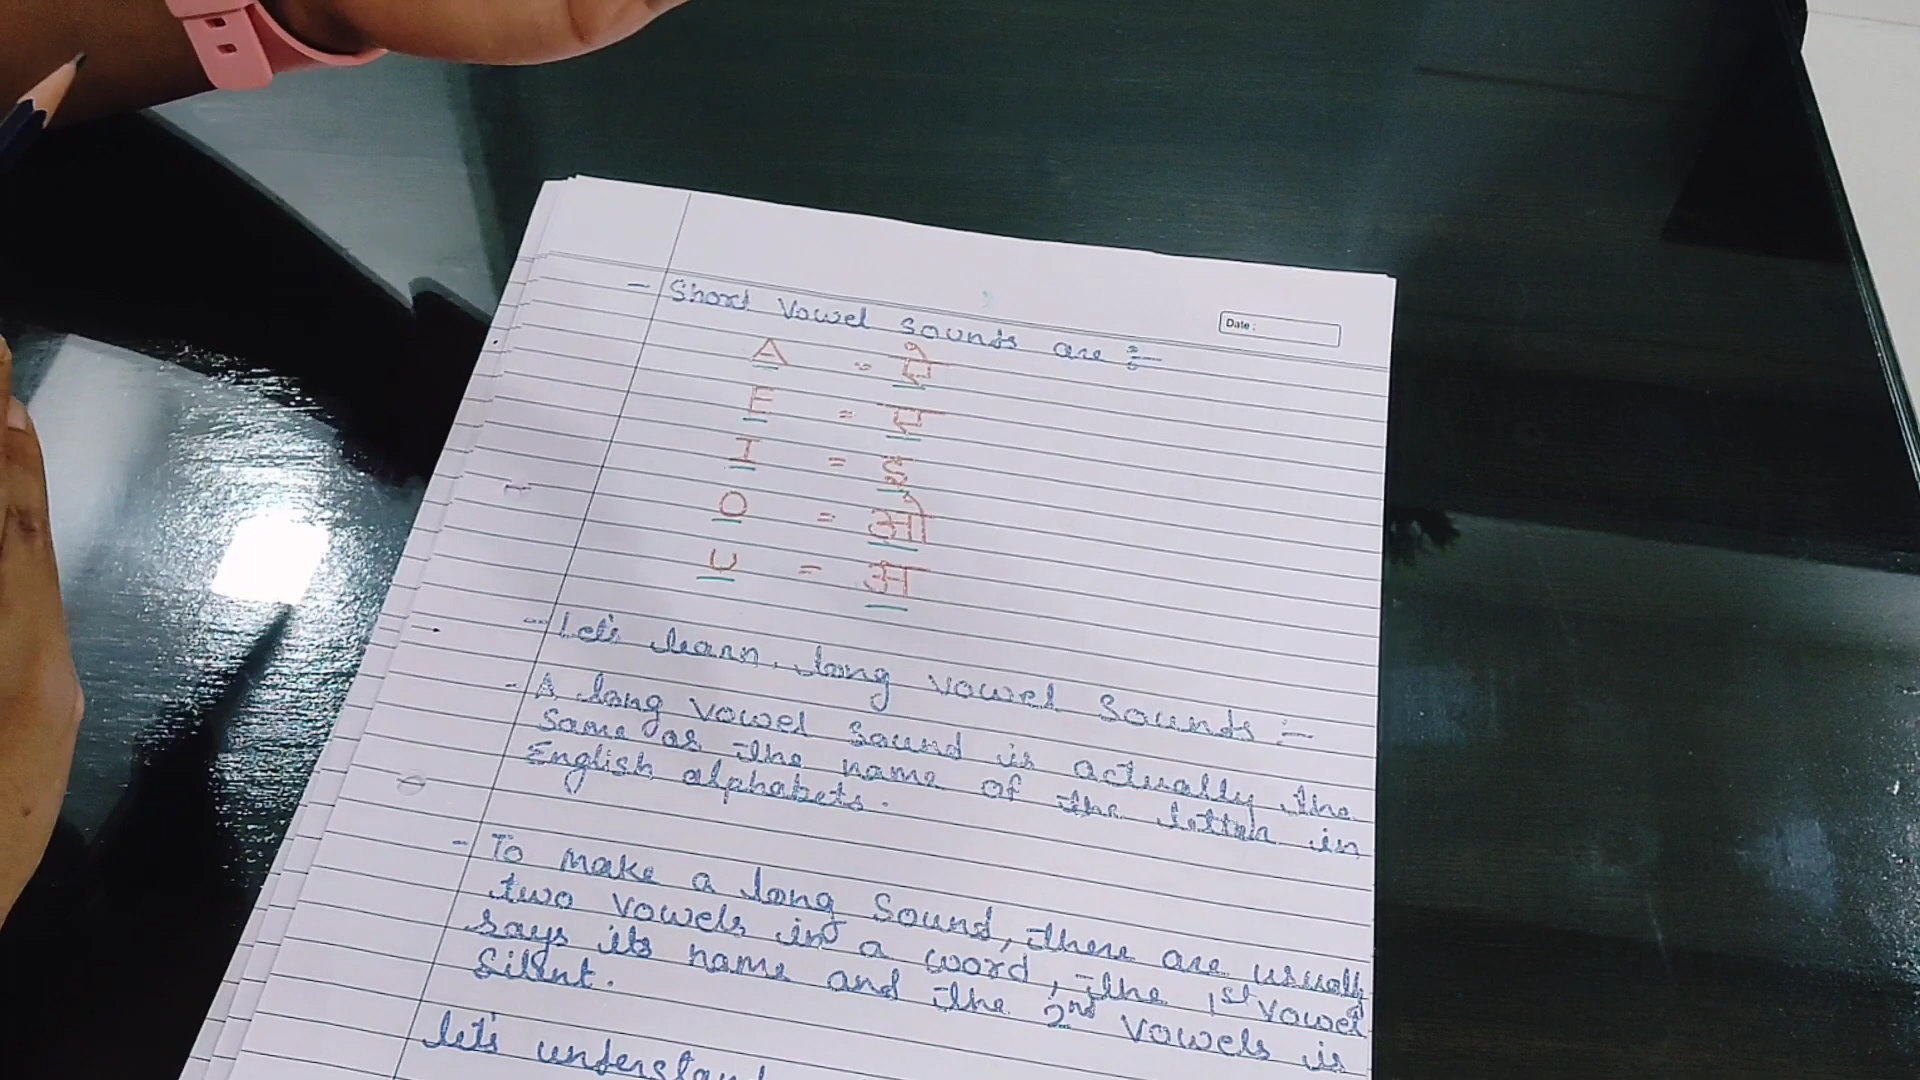 - Short Vowel sounds are :-
Date :
A = ऐ
E = ए
I = इ
O = ऑ
U = अ
- Let's learn long vowel Sounds :-
- A long vowel sound is actually the
same as the name of the letter in
English alphabets.
- To make a long Sound, there are usually
two vowels in a word, the 1st vowel
says its name and the 2nd vowels is
silent.
let's understand